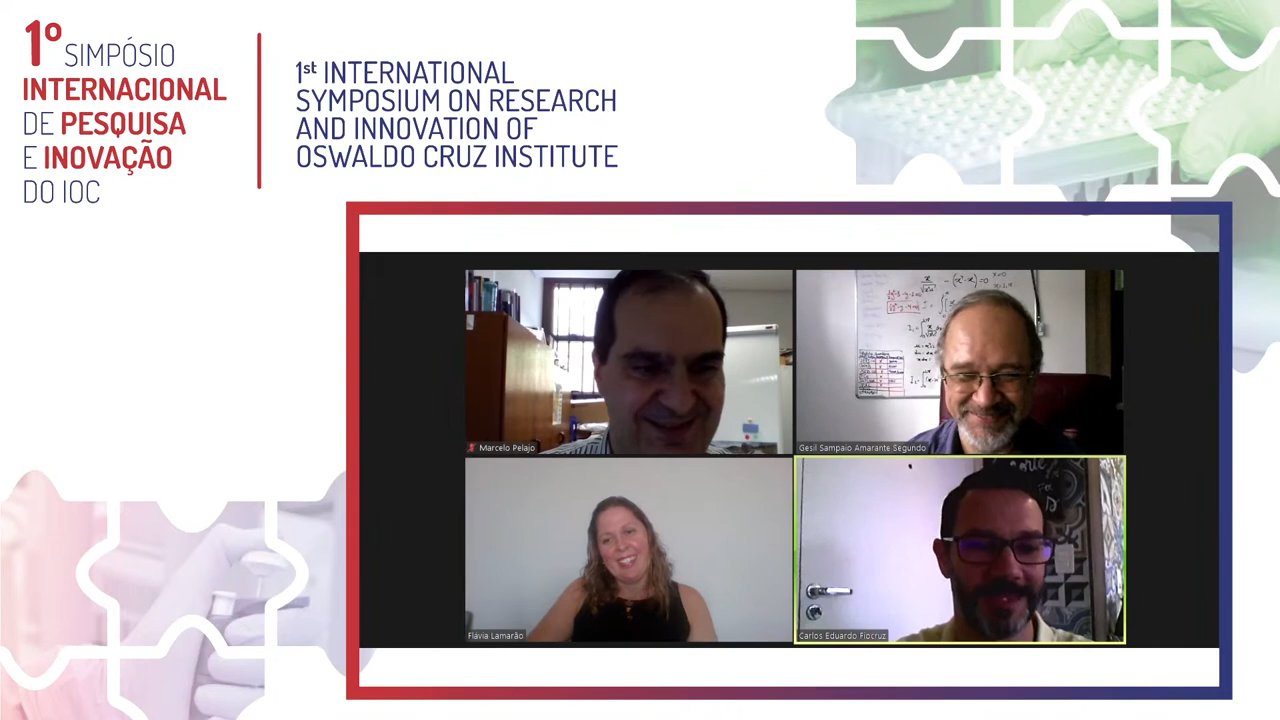 1º SIMPÓSIO
INTERNACIONAL
DE PESQUISA
E INOVAÇÃO
DO IOC
1st INTERNATIONAL
SYMPOSIUM ON RESEARCH
AND INNOVATION OF
OSWALDO CRUZ INSTITUTE
Marcelo Pelajo
Gesil Sampaio Amarante Segundo
Flávia Lamarão
Carlos Eduardo Fiocruz